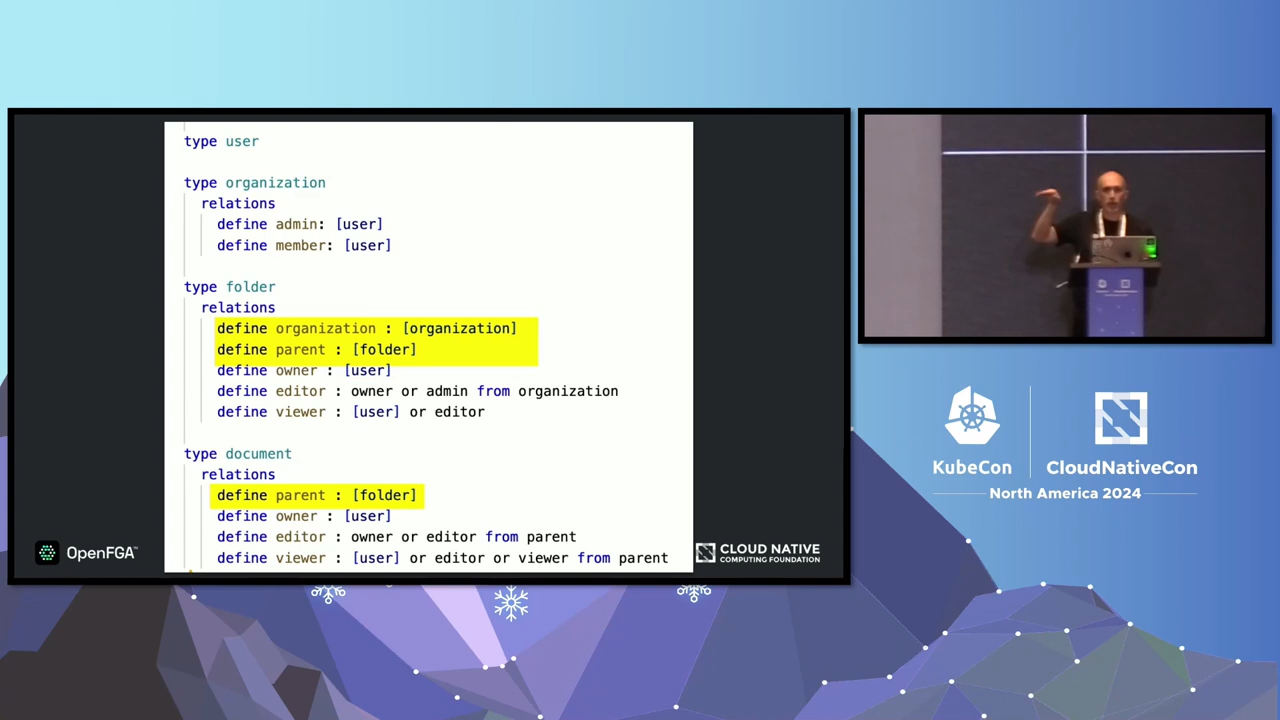 type user
type organization
relations
define admin: [user]
define member: [user]
type folder
relations
define organization : [organization]
define parent : [folder]
define owner : [user]
define editor : owner or admin from organization
define viewer : [user] or editor
type document
relations
define parent : [folder]
define owner : [user]
define editor : owner or editor from parent
define viewer : [user] or editor or viewer from parent
OpenFGA™
CLOUD NATIVE
COMPUTING FOUNDATION
KubeCon
CloudNativeCon
North America 2024